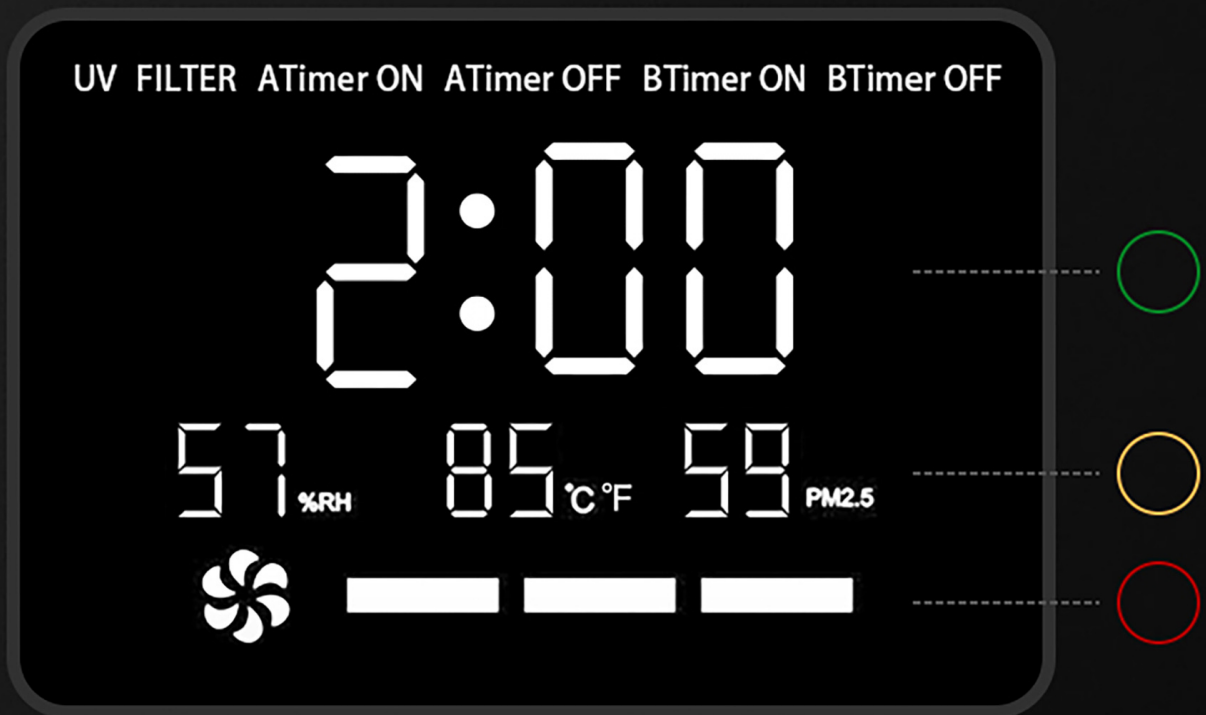 UV FILTER ATimer ON ATimer OFF BTimer ON BTimer OFF
2:00
57 %RH 85 °C °F 59 PM2.5